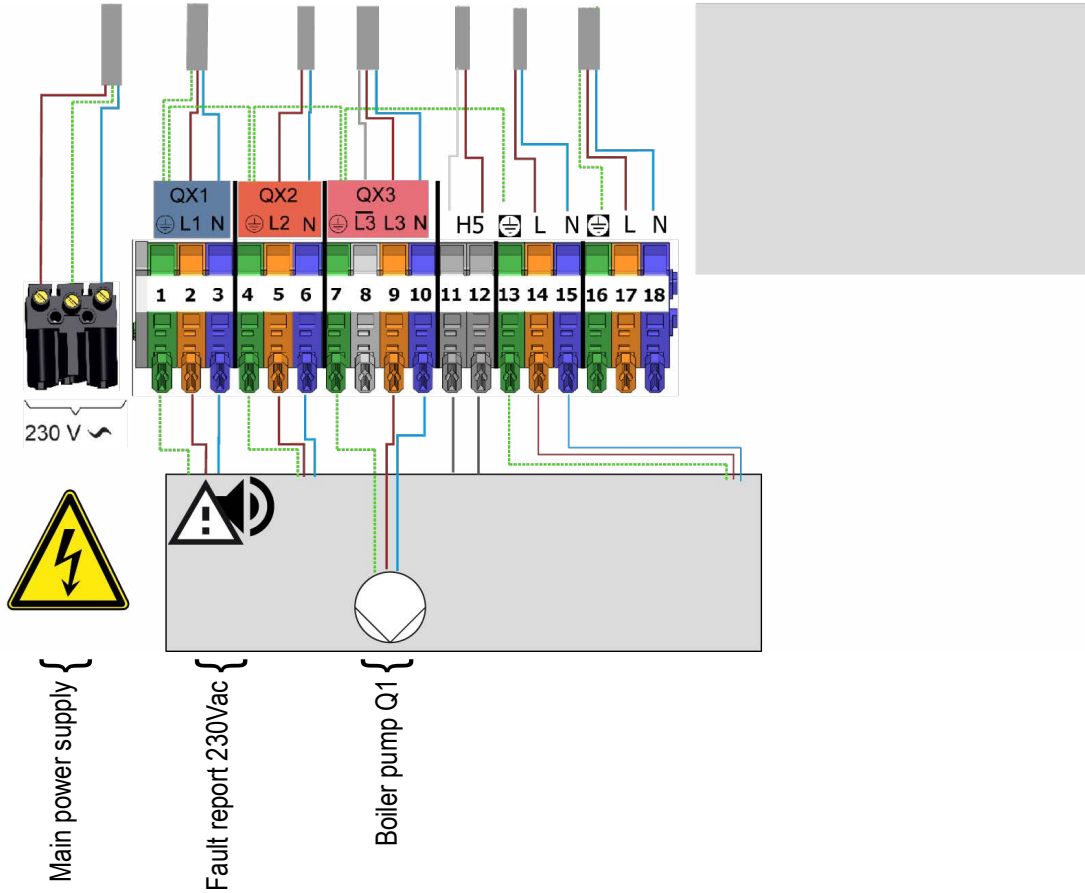 QX1 QX2 QX3
L1 N L2 N L3 L3 N H5 L N L N
1 2 3 4 5 6 7 8 9 10 11 12 13 14 15 16 17 18
230 V
Main power supply
Fault report 230Vac
Boiler pump Q1